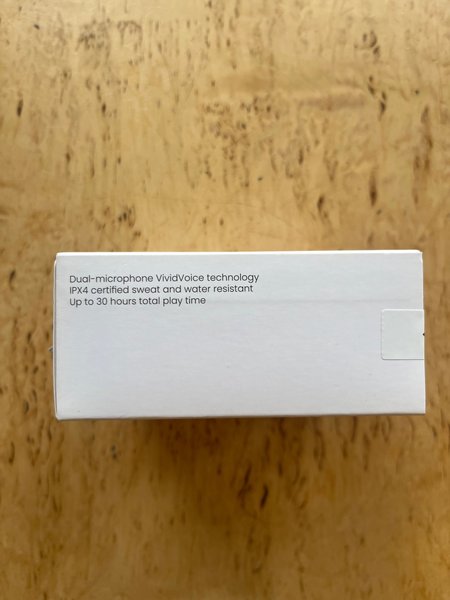 Dual-microphone VividVoice technology
IPX4 certified sweat and water resistant
Up to 30 hours total play time